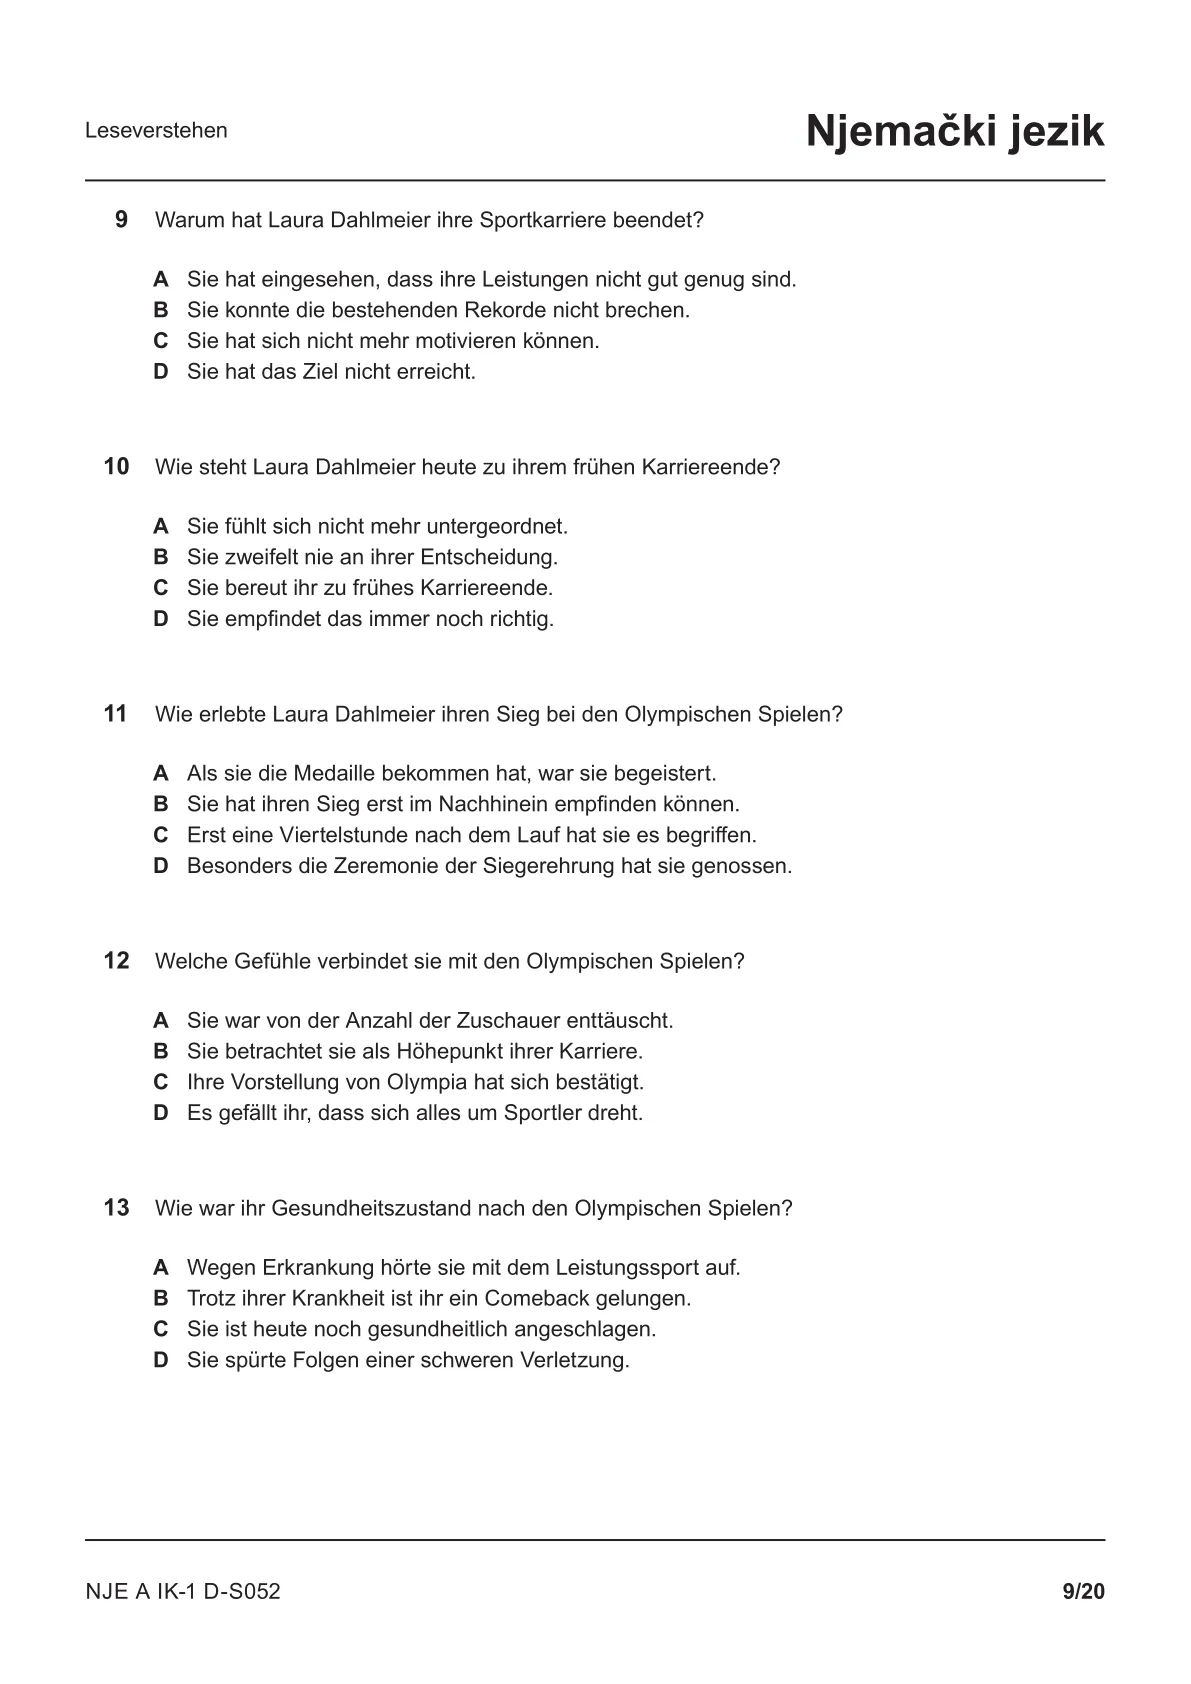 Leseverstehen
Njemački jezik
9 Warum hat Laura Dahlmeier ihre Sportkarriere beendet?
A Sie hat eingesehen, dass ihre Leistungen nicht gut genug sind.
B Sie konnte die bestehenden Rekorde nicht brechen.
C Sie hat sich nicht mehr motivieren können.
D Sie hat das Ziel nicht erreicht.
10 Wie steht Laura Dahlmeier heute zu ihrem frühen Karriereende?
A Sie fühlt sich nicht mehr untergeordnet.
B Sie zweifelt nie an ihrer Entscheidung.
C Sie bereut ihr zu frühes Karriereende.
D Sie empfindet das immer noch richtig.
11 Wie erlebte Laura Dahlmeier ihren Sieg bei den Olympischen Spielen?
A Als sie die Medaille bekommen hat, war sie begeistert.
B Sie hat ihren Sieg erst im Nachhinein empfinden können.
C Erst eine Viertelstunde nach dem Lauf hat sie es begriffen.
D Besonders die Zeremonie der Siegerehrung hat sie genossen.
12 Welche Gefühle verbindet sie mit den Olympischen Spielen?
A Sie war von der Anzahl der Zuschauer enttäuscht.
B Sie betrachtet sie als Höhepunkt ihrer Karriere.
C Ihre Vorstellung von Olympia hat sich bestätigt.
D Es gefällt ihr, dass sich alles um Sportler dreht.
13 Wie war ihr Gesundheitszustand nach den Olympischen Spielen?
A Wegen Erkrankung hörte sie mit dem Leistungssport auf.
B Trotz ihrer Krankheit ist ihr ein Comeback gelungen.
C Sie ist heute noch gesundheitlich angeschlagen.
D Sie spürte Folgen einer schweren Verletzung.
NJE A IK-1 D-S052
9/20